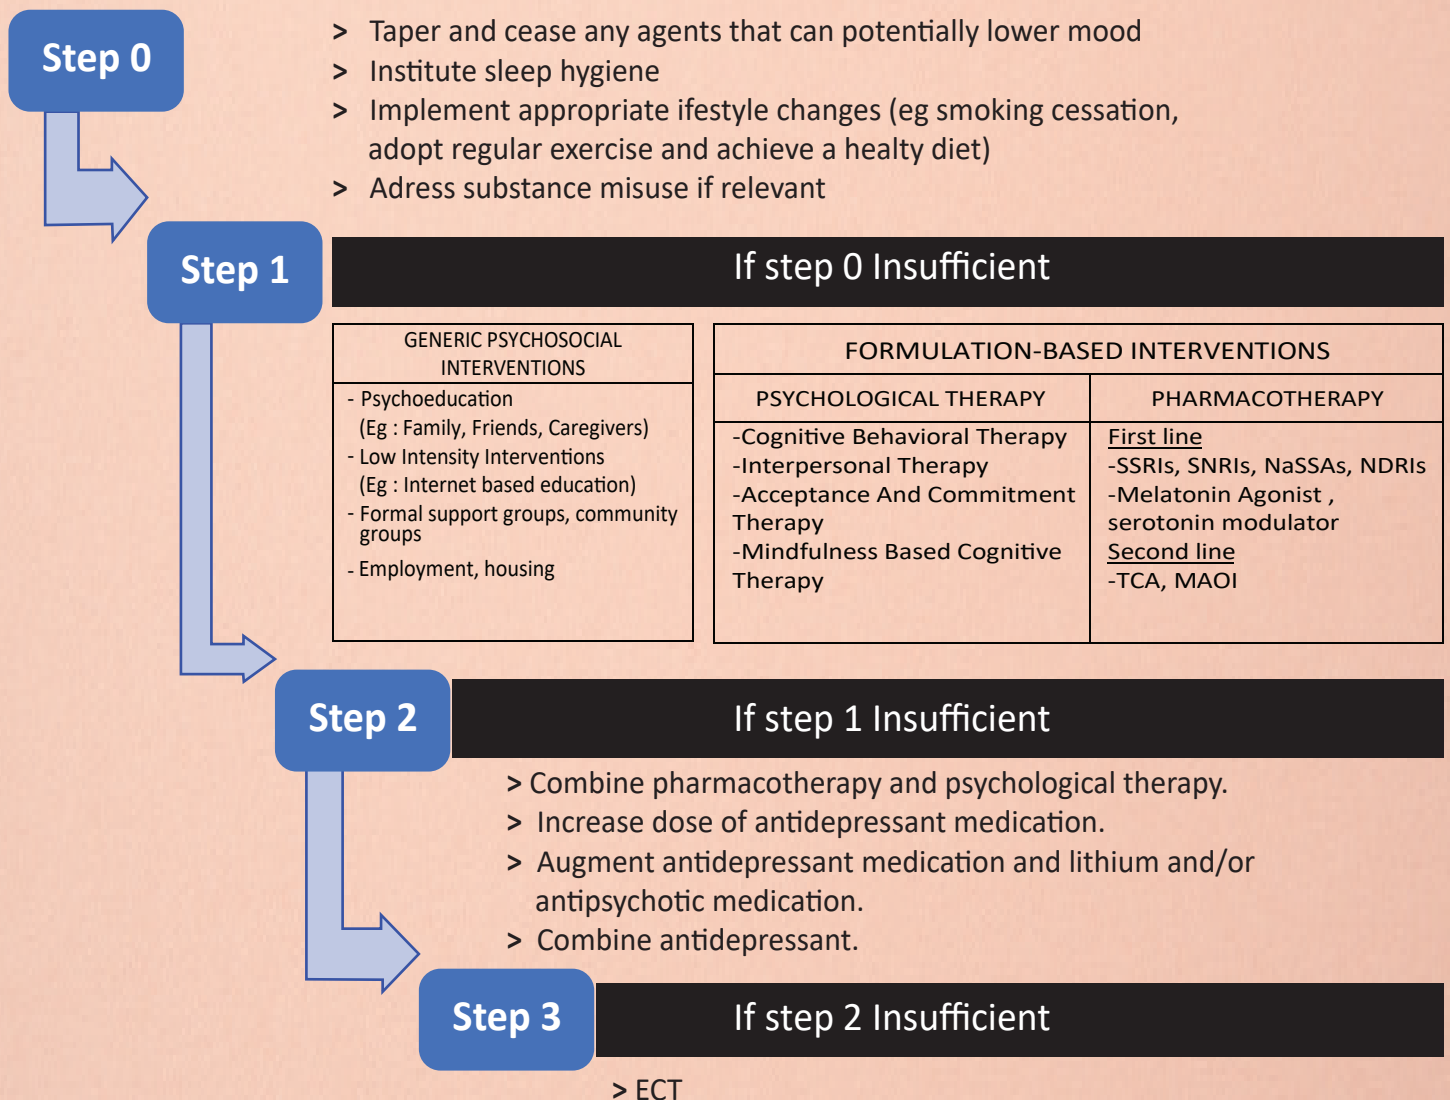 Step 0
> Taper and cease any agents that can potentially lower mood
> Institute sleep hygiene
> Implement appropriate ifestyle changes (eg smoking cessation,
adopt regular exercise and achieve a healty diet)
> Adress substance misuse if relevant
Step 1
If step 0 Insufficient
GENERIC PSYCHOSOCIAL
INTERVENTIONS
- Psychoeducation
(Eg : Family, Friends, Caregivers)
- Low Intensity Interventions
(Eg : Internet based education)
- Formal support groups, community
groups
- Employment, housing
FORMULATION-BASED INTERVENTIONS
PSYCHOLOGICAL THERAPY
-Cognitive Behavioral Therapy
-Interpersonal Therapy
-Acceptance And Commitment
Therapy
-Mindfulness Based Cognitive
Therapy
PHARMACOTHERAPY
First line
-SSRIs, SNRIs, NaSSAs, NDRIs
-Melatonin Agonist ,
serotonin modulator
Second line
-TCA, MAOI
Step 2
If step 1 Insufficient
> Combine pharmacotherapy and psychological therapy.
> Increase dose of antidepressant medication.
> Augment antidepressant medication and lithium and/or
antipsychotic medication.
> Combine antidepressant.
Step 3
If step 2 Insufficient
> ECT